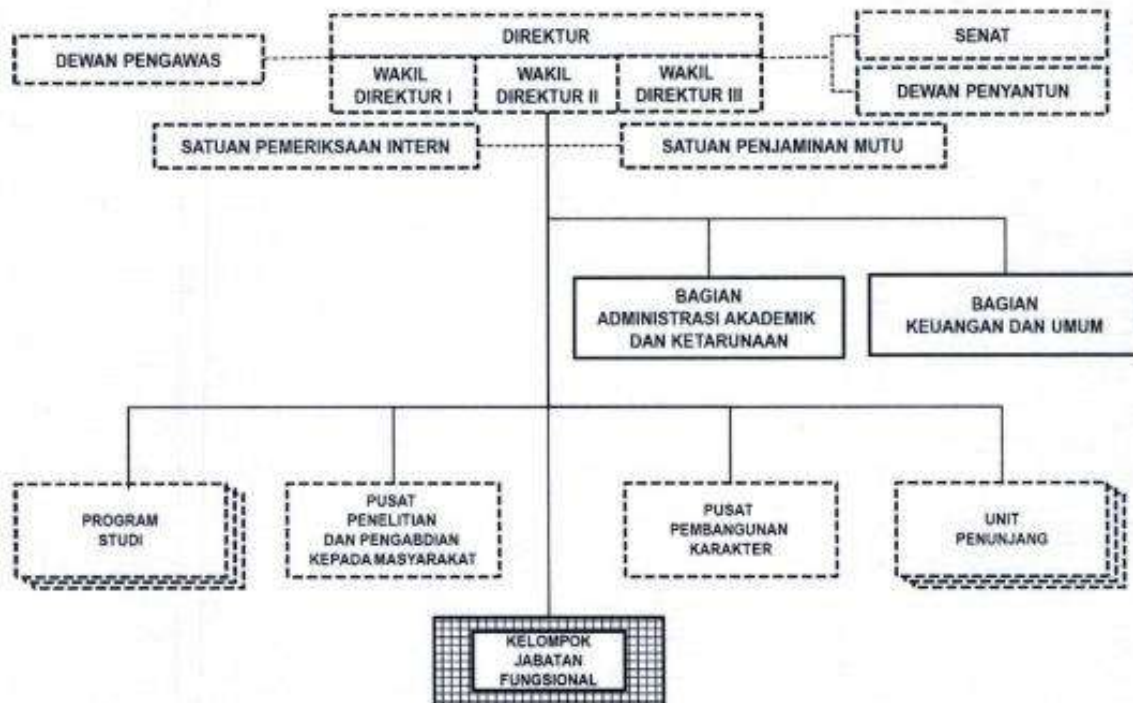 DIREKTUR
SENAT
DEWAN PENGAWAS
WAKIL
DIREKTUR I
WAKIL
DIREKTUR II
WAKIL
DIREKTUR III
DEWAN PENYANTUN
SATUAN PEMERIKSAAN INTERN
SATUAN PENJAMINAN MUTU
BAGIAN
ADMINISTRASI AKADEMIK
DAN KETARUNAAN
BAGIAN
KEUANGAN DAN UMUM
PROGRAM
STUDI
PUSAT
PENELITIAN
DAN PENGABDIAN
KEPADA MASYARAKAT
PUSAT
PEMBANGUNAN
KARAKTER
UNIT
PENUNJANG
KELOMPOK
JABATAN
FUNGSIONAL